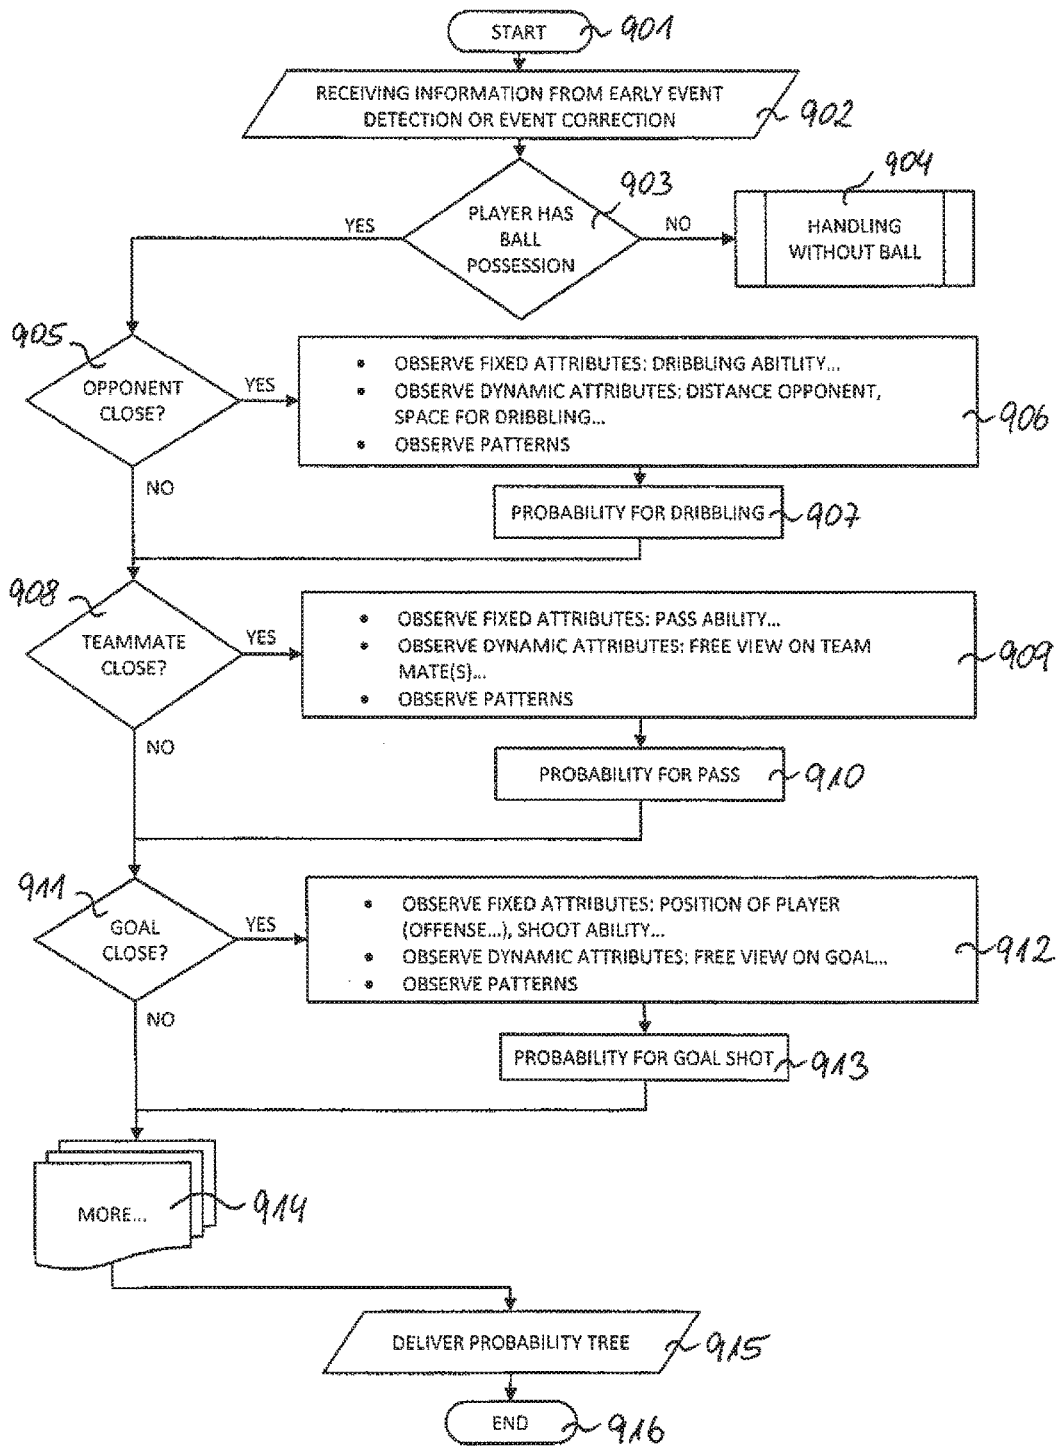 START
901
RECEIVING INFORMATION FROM EARLY EVENT
DETECTION OR EVENT CORRECTION
902
903
PLAYER HAS
BALL
POSSESSION
YES
NO
904
HANDLING
WITHOUT BALL
905
OPPONENT
CLOSE?
YES
NO
• OBSERVE FIXED ATTRIBUTES: DRIBBLING ABITLITY...
• OBSERVE DYNAMIC ATTRIBUTES: DISTANCE OPPONENT,
SPACE FOR DRIBBLING...
• OBSERVE PATTERNS
906
PROBABILITY FOR DRIBBLING
907
908
TEAMMATE
CLOSE?
YES
NO
• OBSERVE FIXED ATTRIBUTES: PASS ABILITY...
• OBSERVE DYNAMIC ATTRIBUTES: FREE VIEW ON TEAM
MATE(S)...
• OBSERVE PATTERNS
909
PROBABILITY FOR PASS
910
911
GOAL
CLOSE?
YES
NO
• OBSERVE FIXED ATTRIBUTES: POSITION OF PLAYER
(OFFENSE...), SHOOT ABILITY...
• OBSERVE DYNAMIC ATTRIBUTES: FREE VIEW ON GOAL...
• OBSERVE PATTERNS
912
PROBABILITY FOR GOAL SHOT
913
MORE...
914
DELIVER PROBABILITY TREE
915
END
916